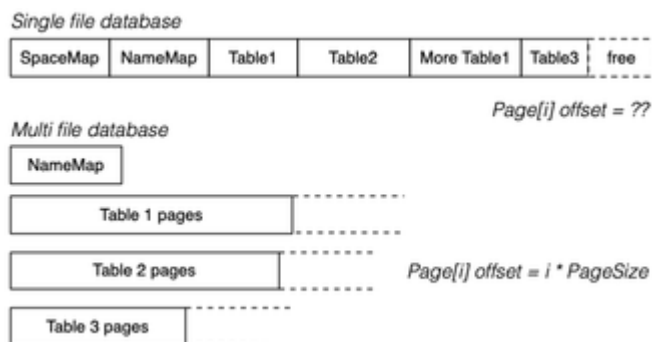 Single file database
SpaceMap NameMap Table1 Table2 More Table1 Table3 free
Page[i] offset = ??
Multi file database
NameMap
Table 1 pages
Table 2 pages
Page[i] offset = i * PageSize
Table 3 pages